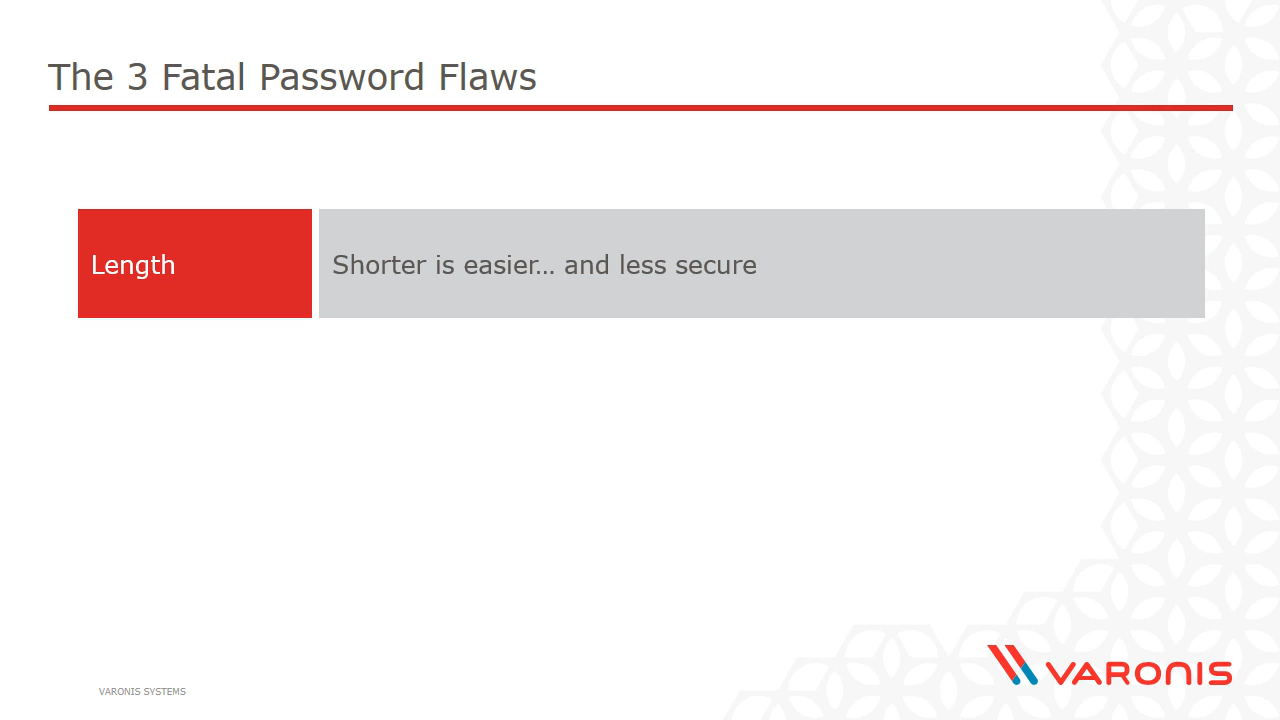 The 3 Fatal Password Flaws
Length
Shorter is easier… and less secure
VARONIS SYSTEMS
VARONIS